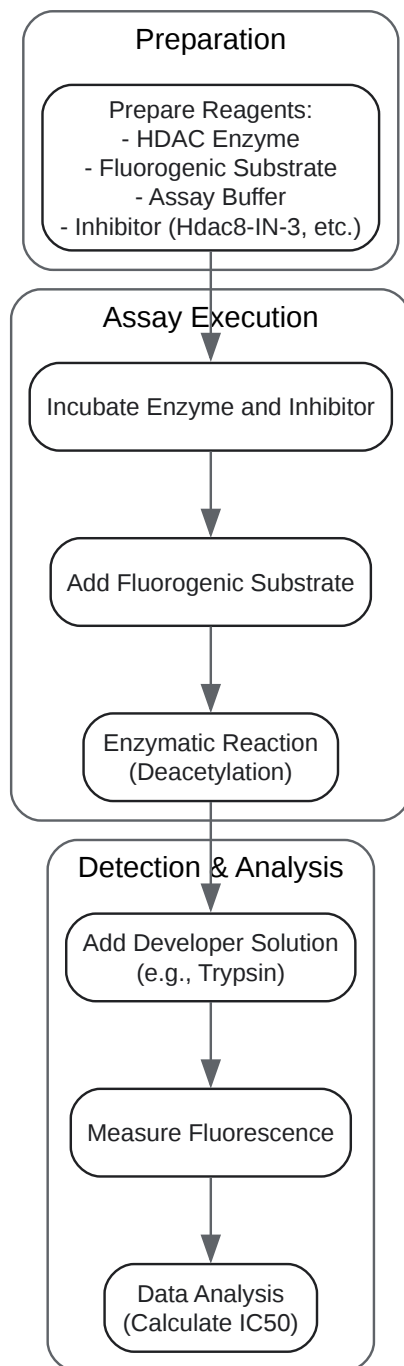 Preparation
Prepare Reagents:
- HDAC Enzyme
- Fluorogenic Substrate
- Assay Buffer
- Inhibitor (Hdac8-IN-3, etc.)
Assay Execution
Incubate Enzyme and Inhibitor
Add Fluorogenic Substrate
Enzymatic Reaction
(Deacetylation)
Detection & Analysis
Add Developer Solution
(e.g., Trypsin)
Measure Fluorescence
Data Analysis
(Calculate IC50)